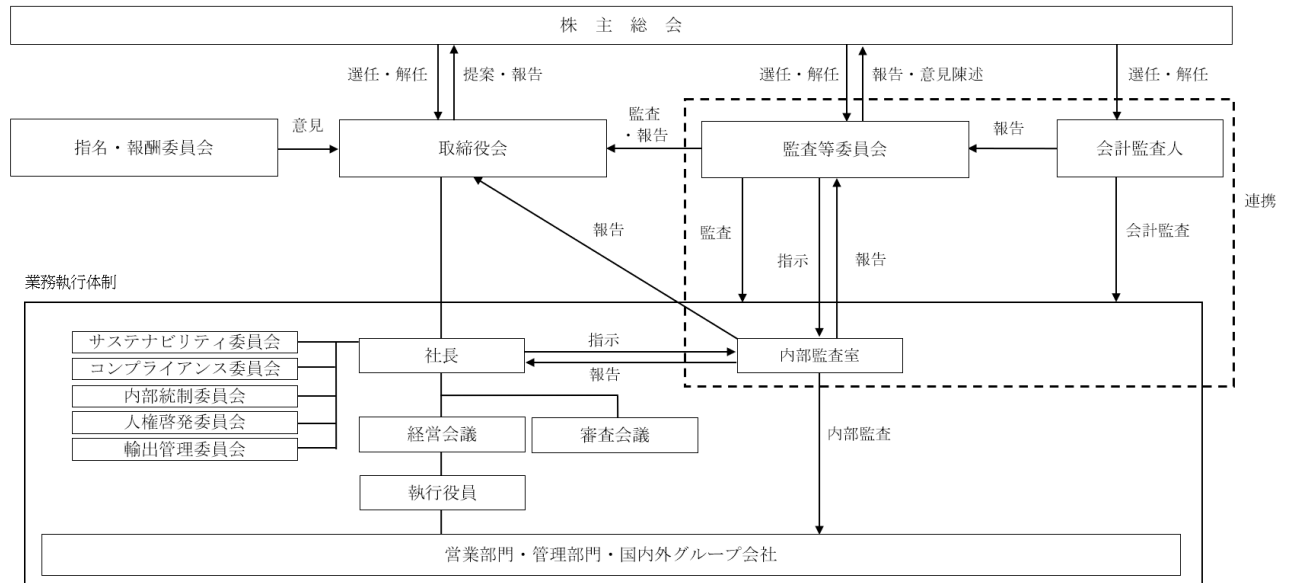 株 主 総 会
選任・解任
提案・報告
選任・解任
報告・意見陳述
選任・解任
指名・報酬委員会
意見
取締役会
監査
・報告
監査等委員会
報告
会計監査人
連携
報告
監査
指示
報告
会計監査
業務執行体制
サステナビリティ委員会
コンプライアンス委員会
内部統制委員会
人権啓発委員会
輸出管理委員会
社長
指示
報告
内部監査室
経営会議
審査会議
内部監査
執行役員
営業部門・管理部門・国内外グループ会社